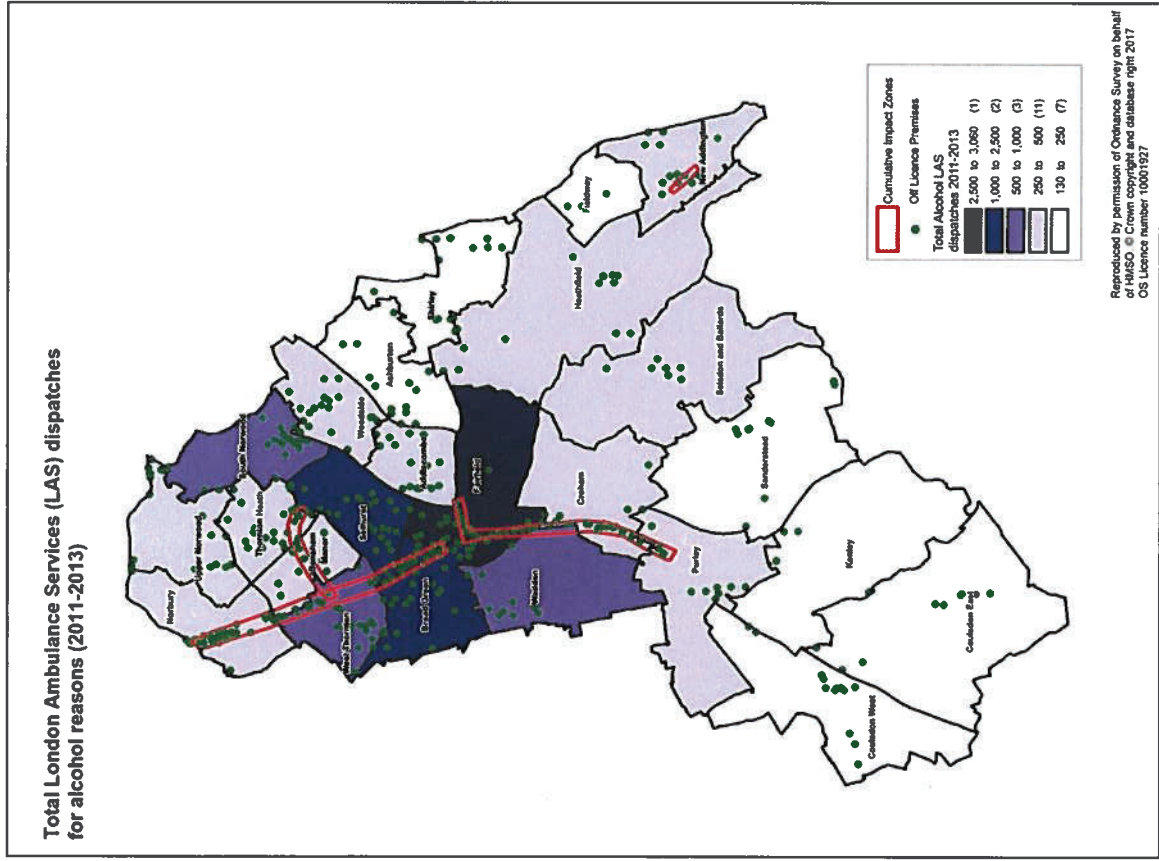 Total London Ambulance Services (LAS) dispatches
for alcohol reasons (2011-2013)
Norbury
Upper Norwood
Thornton Heath
South Norwood
Bensham
Manor
Woodside
Selhurst
West Thornton
Ashburton
Addiscombe
Shirley
Broad Green
Fairfield
Waddon
Croham
Heathfield
Fieldway
New Addington
Selsdon and Ballards
Purley
Sanderstead
Kenley
Coulsdon West
Coulsdon East
Cumulative Impact Zones
Off Licence Premises
Total Alcohol LAS
dispatches 2011-2013
2,500 to 3,060 (1)
1,000 to 2,500 (2)
500 to 1,000 (3)
250 to 500 (11)
130 to 250 (7)
Reproduced by permission of Ordnance Survey on behalf
of HMSO. © Crown copyright and database right 2017
OS Licence number 10001927